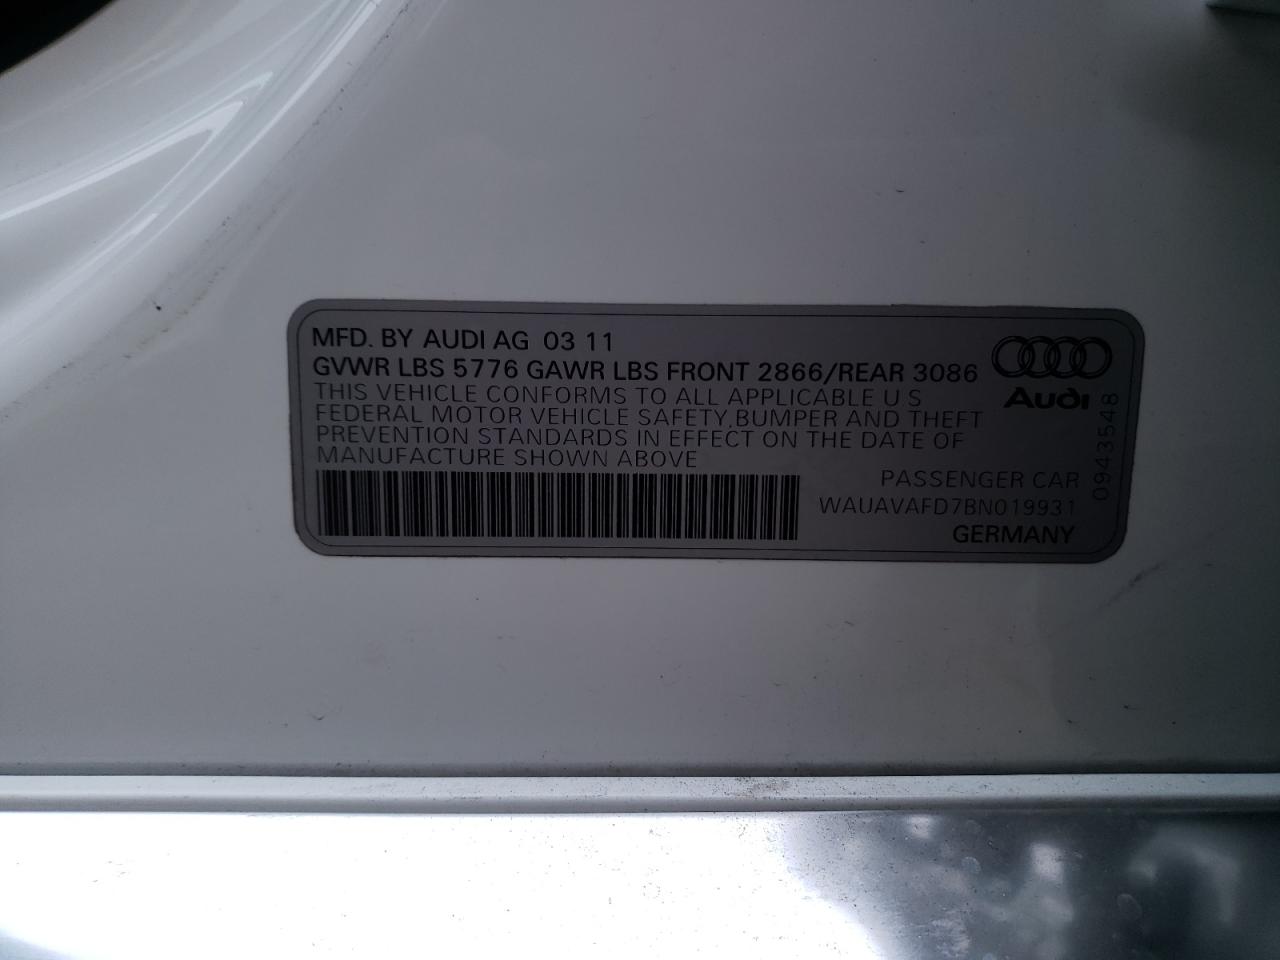 MFD. BY AUDI AG 03 11
GVWR LBS 5776 GAWR LBS FRONT 2866/REAR 3086
THIS VEHICLE CONFORMS TO ALL APPLICABLE U S
FEDERAL MOTOR VEHICLE SAFETY,BUMPER AND THEFT
PREVENTION STANDARDS IN EFFECT ON THE DATE OF
MANUFACTURE SHOWN ABOVE
Audi
0943548
PASSENGER CAR
WAUAVAFD7BN019931
GERMANY